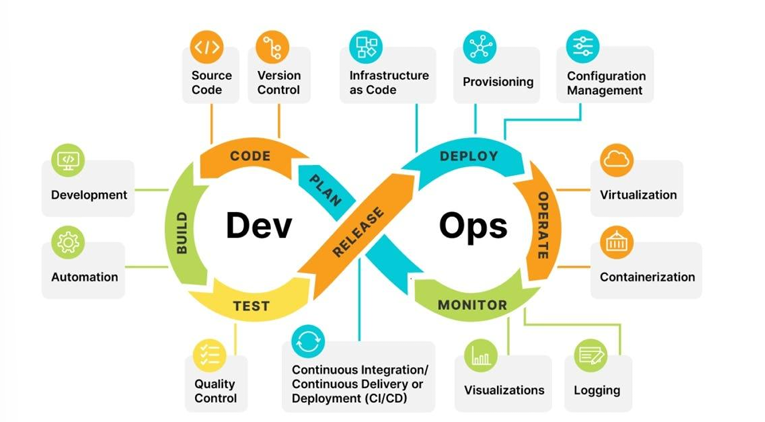 Source
Code
Version
Control
Infrastructure
as Code
Provisioning
Configuration
Management
CODE
PLAN
DEPLOY
Development
BUILD
Dev
RELEASE
Ops
OPERATE
Virtualization
Automation
Containerization
TEST
MONITOR
Quality
Control
Continuous Integration/
Continuous Delivery or
Deployment (CI/CD)
Visualizations
Logging